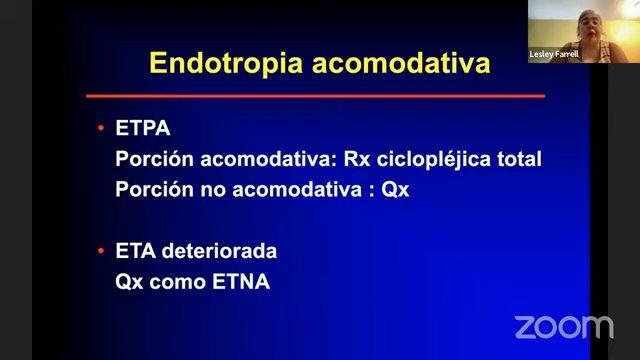 Lesley Farrell
Endotropia acomodativa
• ETPA
Porción acomodativa: Rx ciclopléjica total
Porción no acomodativa : Qx
• ETA deteriorada
Qx como ETNA
zoom